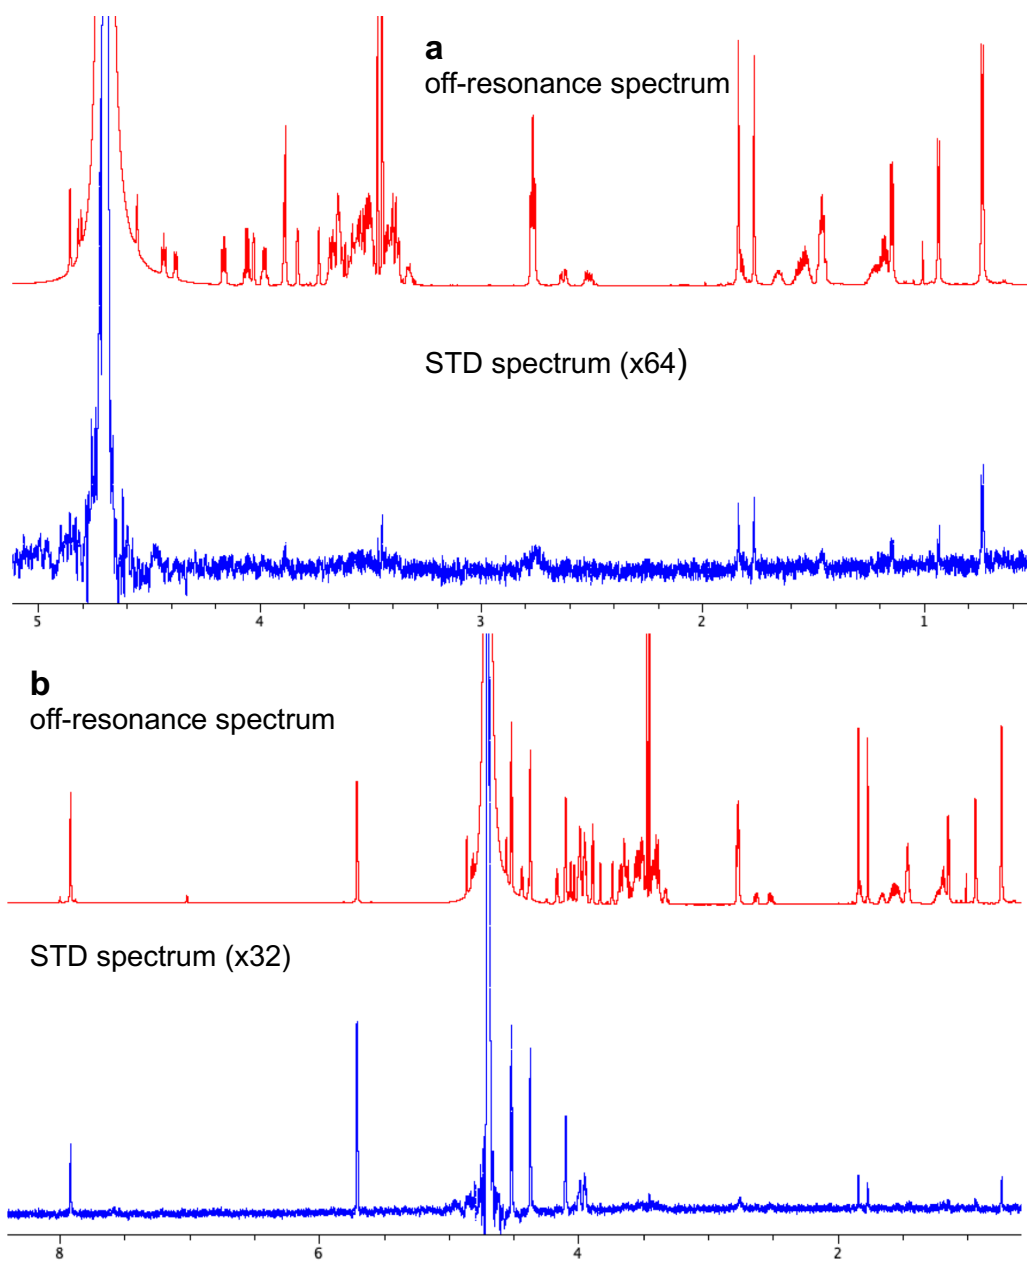 a
off-resonance spectrum
STD spectrum (x64)
5 4 3 2 1
b
off-resonance spectrum
STD spectrum (x32)
8 6 4 2